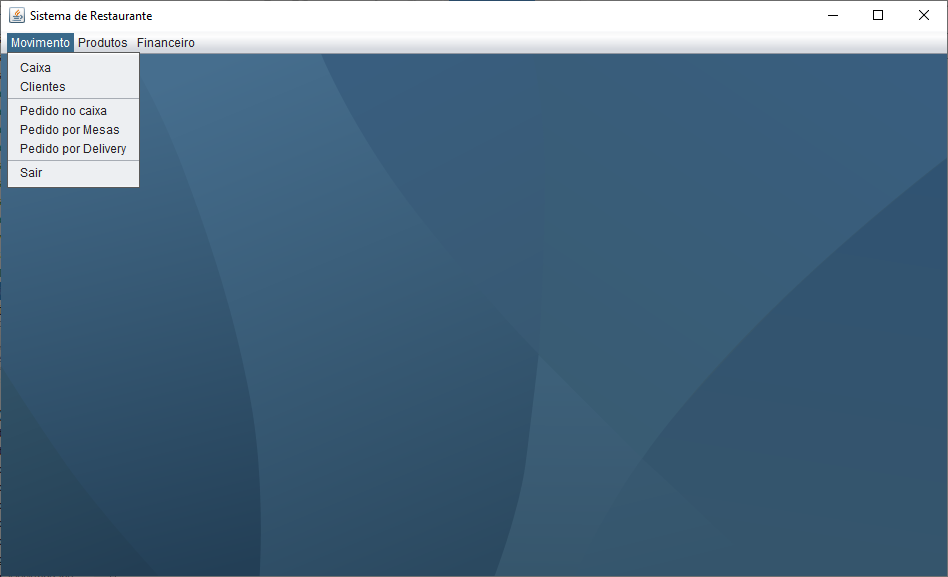 Sistema de Restaurante
Movimento Produtos Financeiro
Caixa
Clientes
Pedido no caixa
Pedido por Mesas
Pedido por Delivery
Sair